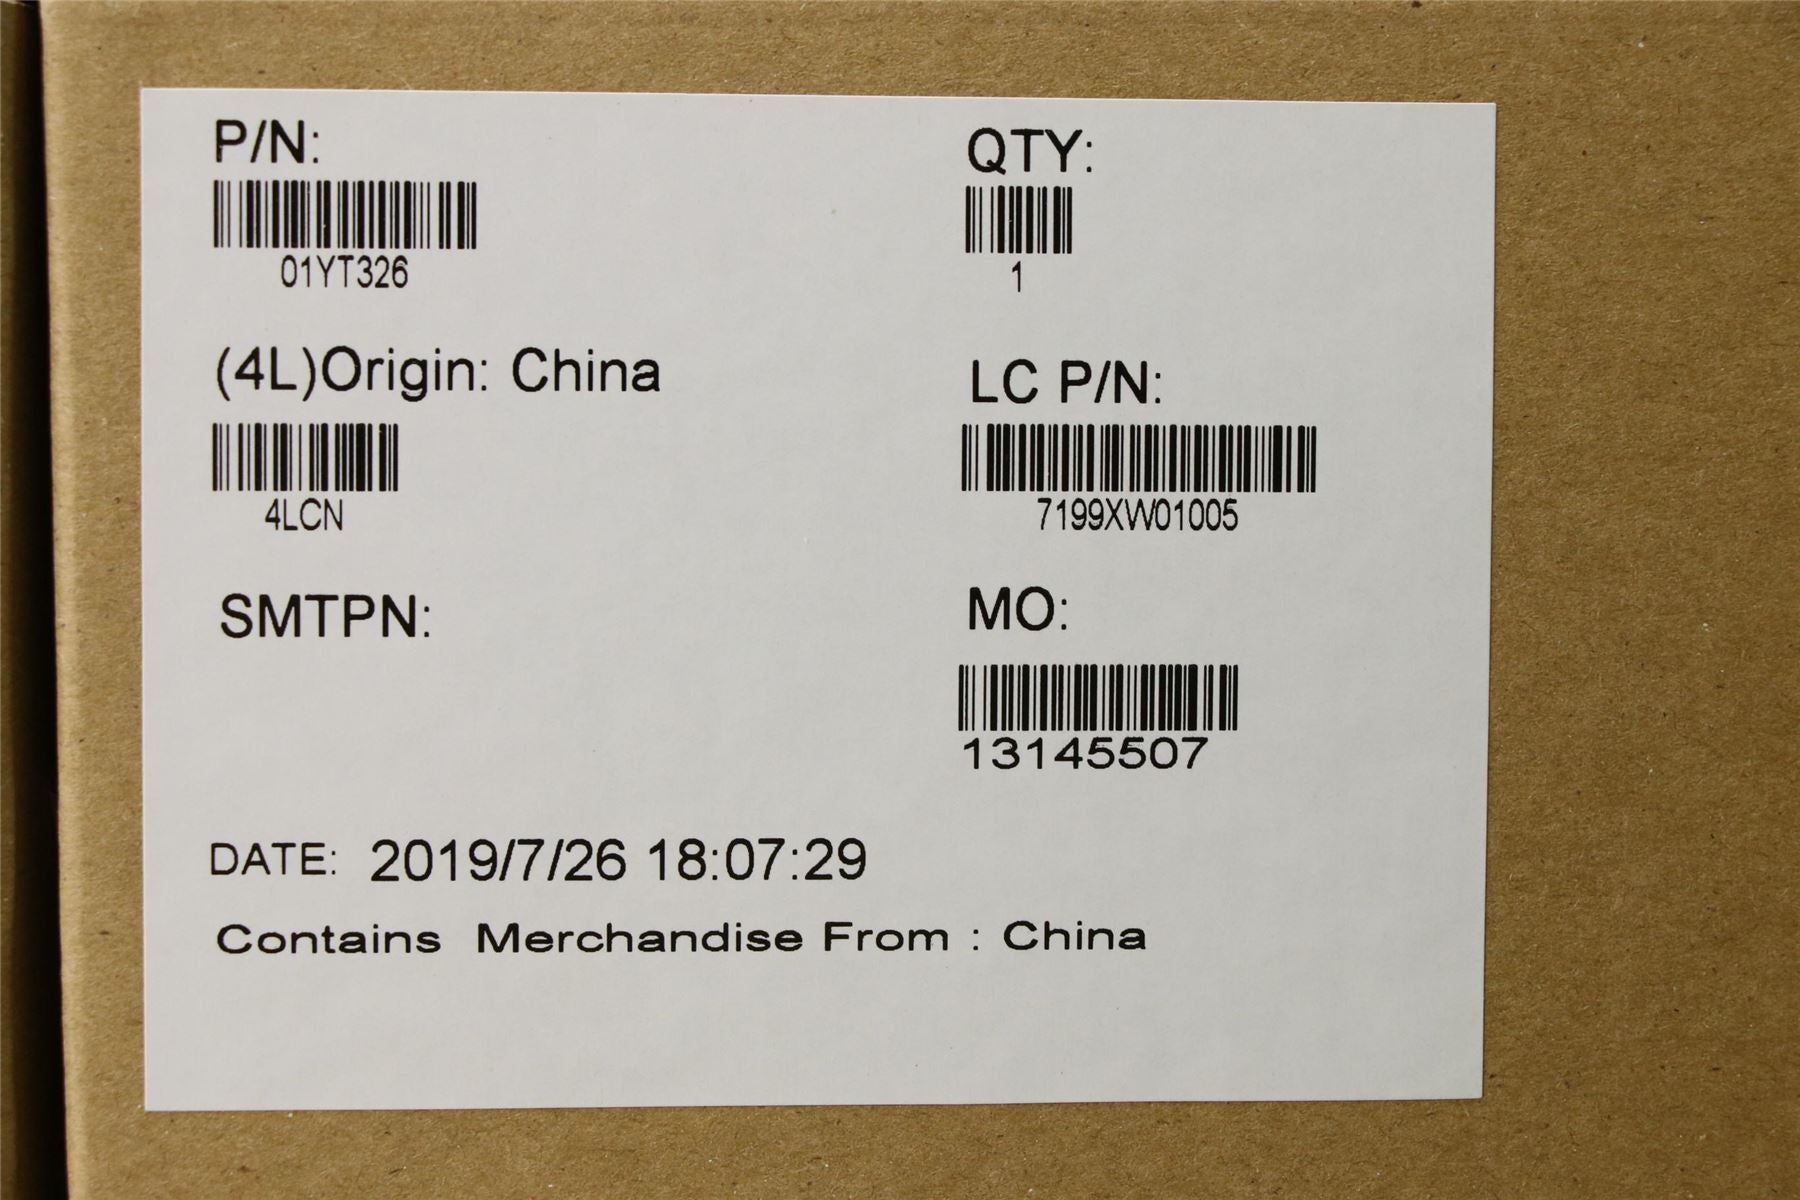 P/N:
QTY:
01YT326
1
(4L)Origin: China
LC P/N:
4LCN
7199XW01005
SMTPN:
MO:
13145507
DATE: 2019/7/26 18:07:29
Contains Merchandise From : China